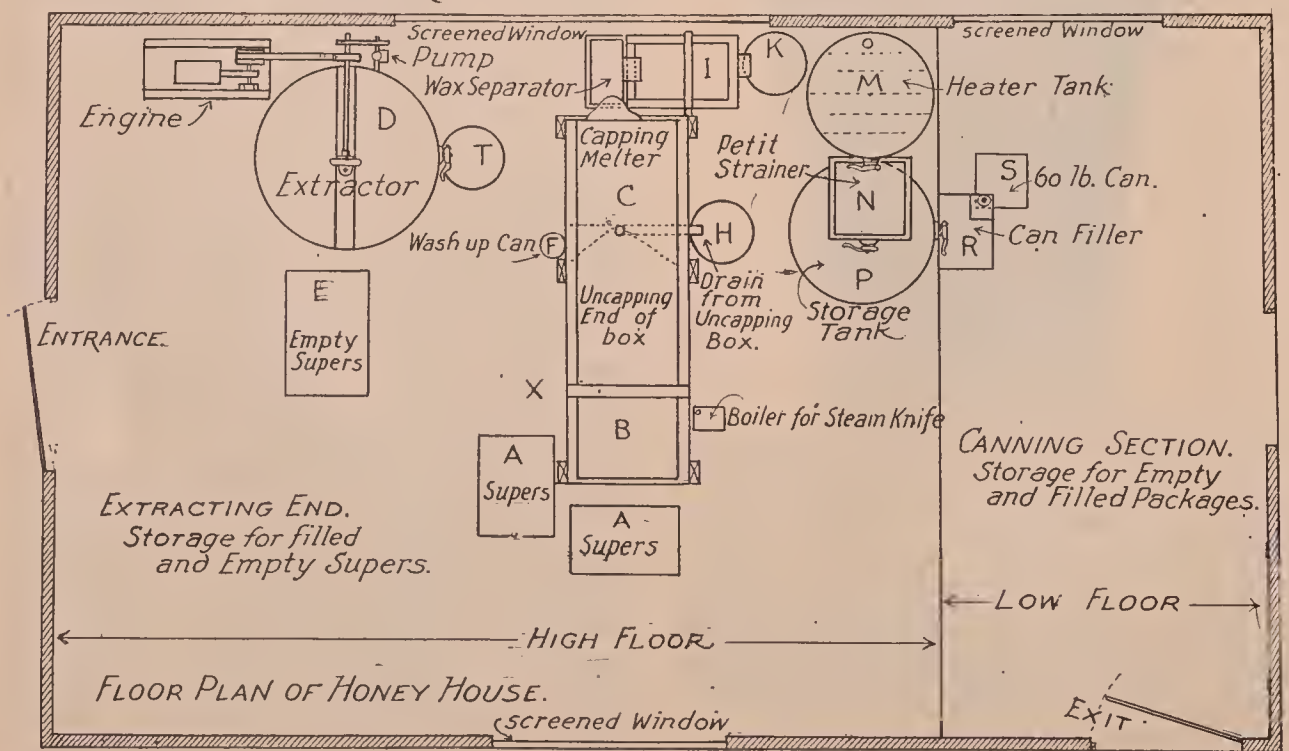 Screened Window
screened Window
Pump
Wax Separator
I
K
M
Heater Tank
Engine
D
Extractor
T
Capping
Melter
C
Petit
Strainer
N
S
60 lb. Can.
Can Filler
R
Wash up Can
F
H
Drain
from
Uncapping
Box.
P
Storage
Tank
E
Empty
Supers
Uncapping
End of
box
ENTRANCE.
X
B
Boiler for Steam Knife
A
Supers
A
Supers
EXTRACTING END.
Storage for filled
and Empty Supers.
CANNING SECTION.
Storage for Empty
and Filled Packages.
LOW FLOOR
HIGH FLOOR
FLOOR PLAN OF HONEY HOUSE.
screened Window
EXIT